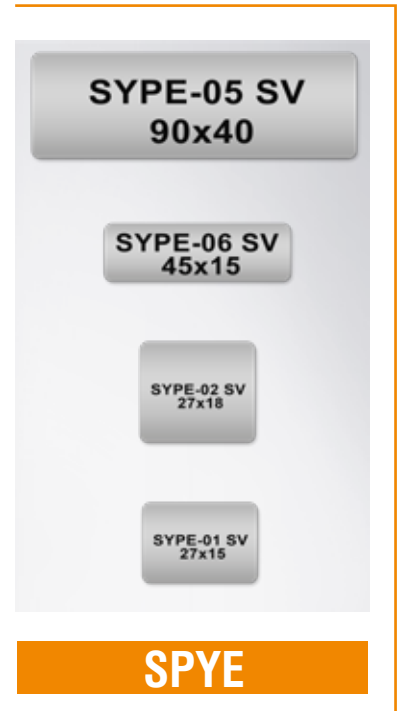 SYPE-05 SV
90x40
SYPE-06 SV
45x15
SYPE-02 SV
27x18
SYPE-01 SV
27x15
SPYE